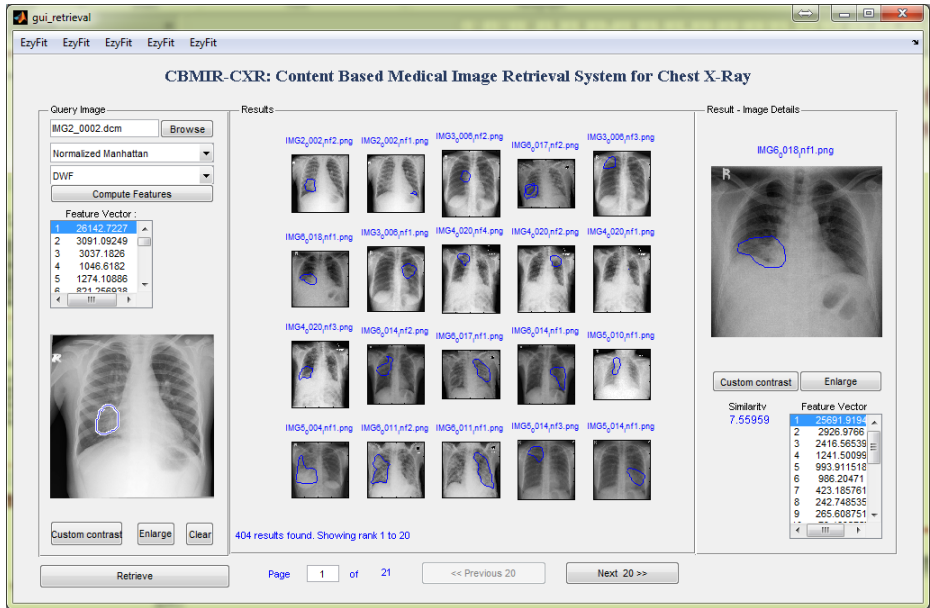 gui_retrieval
EzyFit EzyFit EzyFit EzyFit EzyFit
CBMIR-CXR: Content Based Medical Image Retrieval System for Chest X-Ray
Query Image
IMG2_0002.dcm Browse
Normalized Manhattan
DWF
Compute Features
Feature Vector :
1 26142.7227
2 3091.09249
3 3037.1826
4 1046.6182
5 1274.10886
6 821.256938
R
Custom contrast Enlarge Clear
Retrieve
Results
IMG2_002_nf2.png IMG2_002_nf1.png IMG3_006_nf2.png IMG6_017_nf2.png IMG3_006_nf3.png
IMG6_018_nf1.png IMG3_006_nf1.png IMG4_020_nf4.png IMG4_020_nf2.png IMG4_020_nf1.png
IMG4_020_nf3.png IMG6_014_nf2.png IMG6_017_nf1.png IMG6_014_nf1.png IMG5_010_nf1.png
IMG5_004_nf1.png IMG6_011_nf2.png IMG6_011_nf1.png IMG5_014_nf3.png IMG5_014_nf1.png
404 results found. Showing rank 1 to 20
Page 1 of 21 << Previous 20 Next 20 >>
Result - Image Details
IMG6_018_nf1.png
R
Custom contrast Enlarge
Similarity
7.55959
Feature Vector
1 25691.9194
2 2926.9766
3 2416.56539
4 1241.50099
5 993.911518
6 986.20471
7 423.185761
8 242.748535
9 265.608751